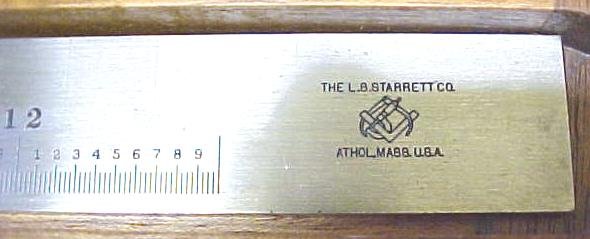 THE L.S.STARRETT CO.
12
1 2 3 4 5 6 7 8 9
ATHOL, MASS. U.S.A.